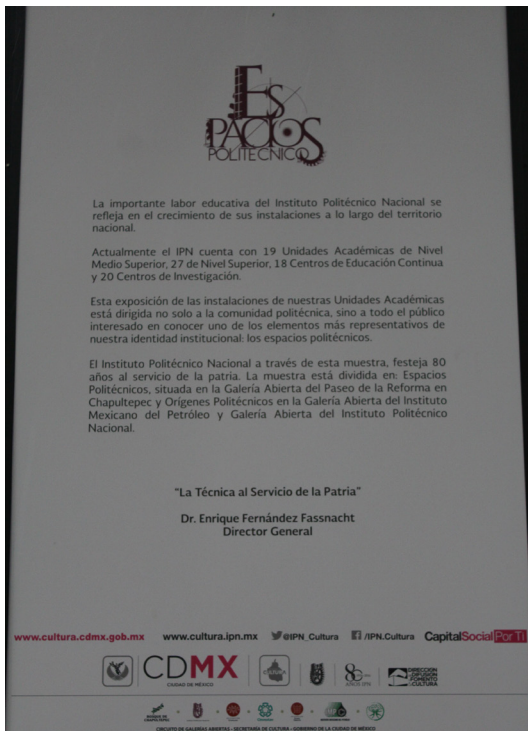 ESPACIOS
POLITÉCNICOS
La importante labor educativa del Instituto Politécnico Nacional se
refleja en el crecimiento de sus instalaciones a lo largo del territorio
nacional.
Actualmente el IPN cuenta con 19 Unidades Académicas de Nivel
Medio Superior, 27 de Nivel Superior, 18 Centros de Educación Continua
y 20 Centros de Investigación.
Esta exposición de las instalaciones de nuestras Unidades Académicas
está dirigida no solo a la comunidad politécnica, sino a todo el público
interesado en conocer uno de los elementos más representativos de
nuestra identidad institucional: los espacios politécnicos.
El Instituto Politécnico Nacional a través de esta muestra, festeja 80
años al servicio de la patria. La muestra está dividida en: Espacios
Politécnicos, situada en la Galería Abierta del Paseo de la Reforma en
Chapultepec y Orígenes Politécnicos en la Galería Abierta del Instituto
Mexicano del Petróleo y Galería Abierta del Instituto Politécnico
Nacional.
"La Técnica al Servicio de la Patria"
Dr. Enrique Fernández Fassnacht
Director General
www.cultura.cdmx.gob.mx www.cultura.ipn.mx @IPN_Cultura /IPN.Cultura CapitalSocial Por Ti
CDMX
CIUDAD DE MÉXICO
DIRECCIÓN
DIFUSIÓN
FOMENTO
CULTURA
CIRCUITO DE GALERÍAS ABIERTAS - SECRETARÍA DE CULTURA - GOBIERNO DE LA CIUDAD DE MÉXICO